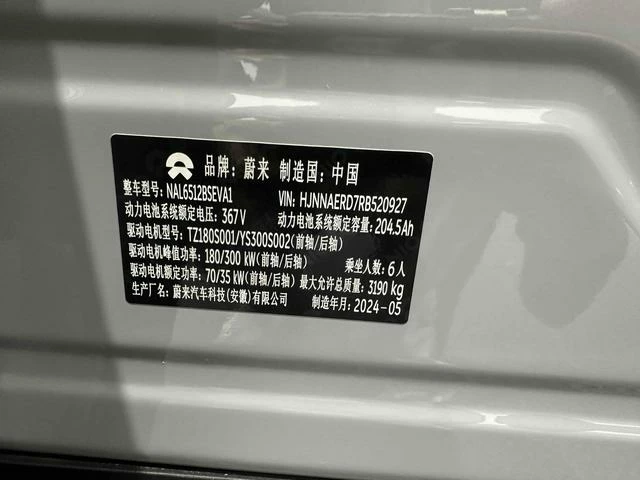 品牌: 蔚来 制造国: 中国
整车型号: NAL6512BSEVA1 VIN: HJNNAERD7RB520927
动力电池系统额定电压: 367V 动力电池系统额定容量: 204.5Ah
驱动电机型号: TZ180S001/YS300S002(前轴/后轴)
驱动电机峰值功率: 180/300 kW(前轴/后轴) 乘坐人数: 6人
驱动电机额定功率: 70/35 kW(前轴/后轴) 最大允许总质量: 3190 kg
生产厂名: 蔚来汽车科技(安徽)有限公司 制造年月: 2024-05